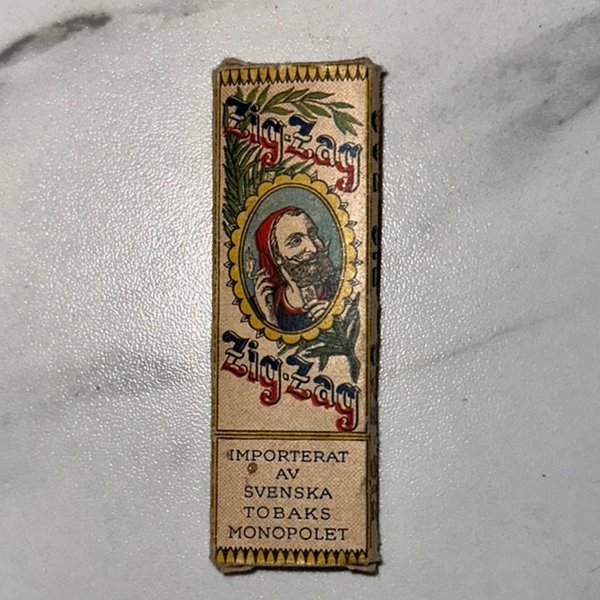 Zig-Zag
Zig-Zag
IMPORTERAT
AV
SVENSKA
TOBAKS
MONOPOLET